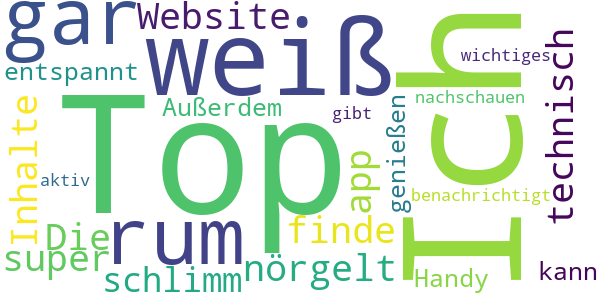 gar
Website
weiß
Ich
wichtiges
technisch
entspannt
Top
Außerdem
gibt
nachschauen
genießen
Inhalte
app
aktiv
benachrichtigt
rum
Die
finde
super
schlimm
nörgelt
Handy
kann